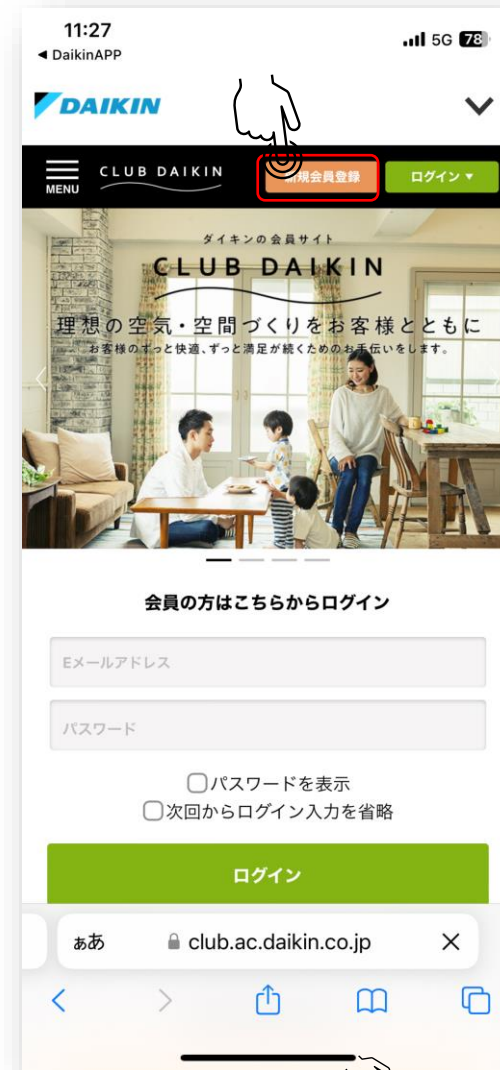 11:27
5G 78
◀ DaikinAPP
DAIKIN
MENU
CLUB DAIKIN
新規会員登録
ログイン ▼
ダイキンの会員サイト
CLUB DAIKIN
理想の空気・空間づくりをお客様とともに
お客様のずっと快適、ずっと満足が続くためのお手伝いをします。
会員の方はこちらからログイン
Eメールアドレス
パスワード
パスワードを表示
次回からログイン入力を省略
ログイン
ぁあ
club.ac.daikin.co.jp